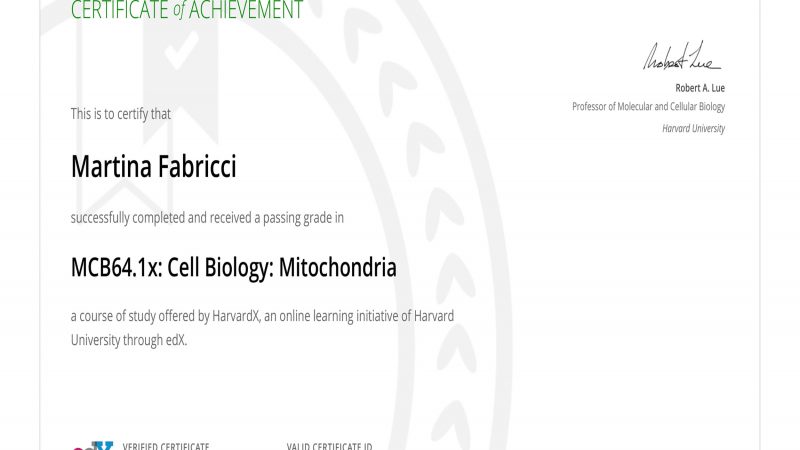 CERTIFICATE of ACHIEVEMENT
Robert A. Lue
Professor of Molecular and Cellular Biology
Harvard University
This is to certify that
Martina Fabricci
successfully completed and received a passing grade in
MCB64.1x: Cell Biology: Mitochondria
a course of study offered by HarvardX, an online learning initiative of Harvard
University through edX.
VERIFIED CERTIFICATE
VALID CERTIFICATE ID